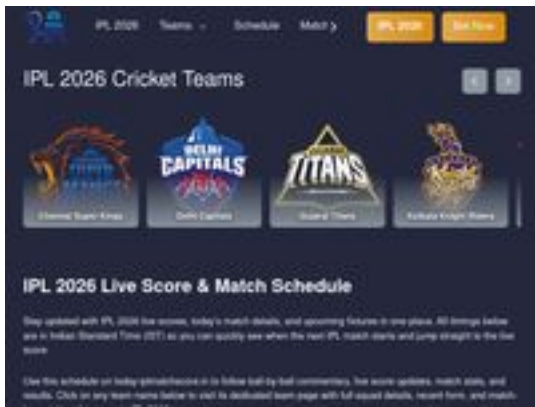 IPL 2026 Teams Schedule Match IPL 2026 Bet Now
IPL 2026 Cricket Teams
DELHI
CAPITALS
TITANS
Chennai Super Kings Delhi Capitals Gujarat Titans Kolkata Knight Riders
IPL 2026 Live Score & Match Schedule
Stay updated with IPL 2026 live scores, today's match details, and upcoming fixtures in one place. All timings below
are in Indian Standard Time (IST) so you can quickly see when the next IPL match starts and jump straight to the live
score
Use this schedule on today to follow ball by ball commentary, live score updates, match stats, and
results. Click on any team name below to visit its dedicated team page with full squad details, recent form, and match